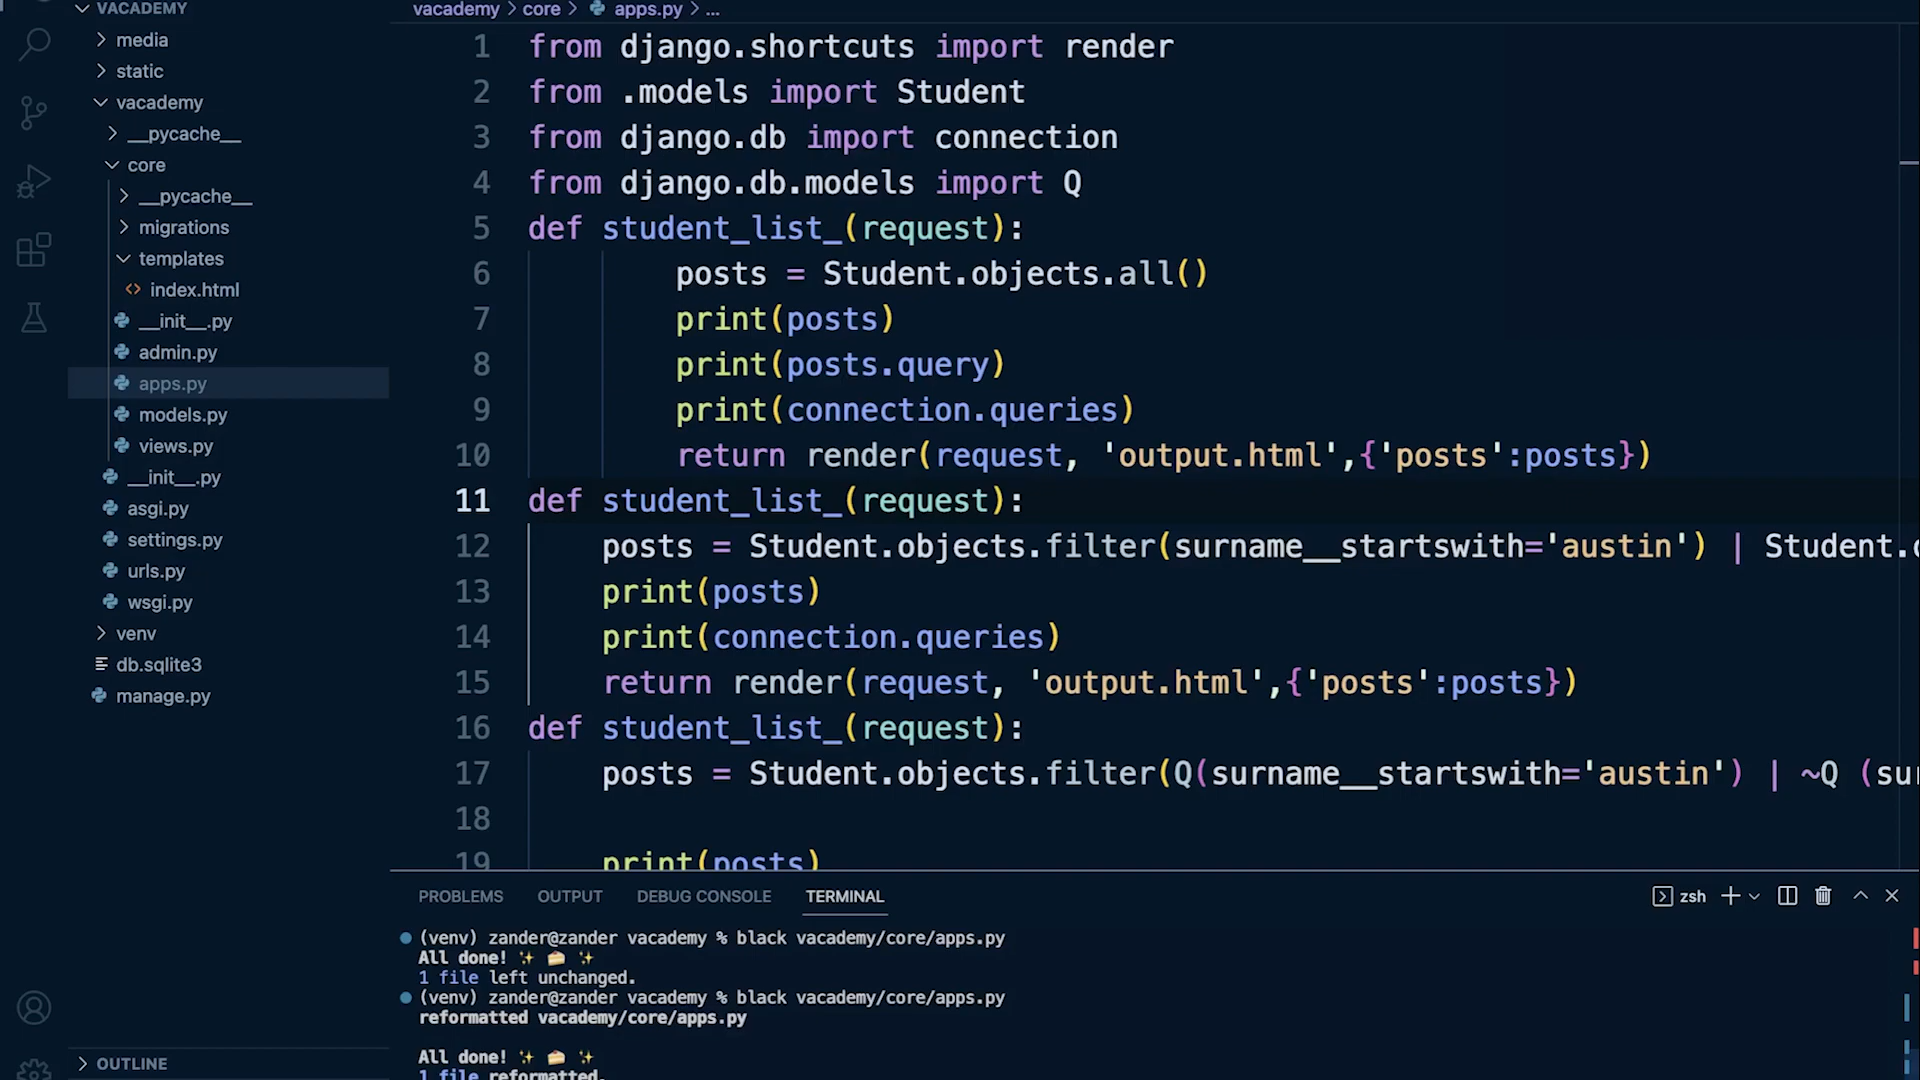 VACADEMY
media
static
vacademy
__pycache__
core
__pycache__
migrations
templates
index.html
__init__.py
admin.py
apps.py
models.py
views.py
__init__.py
asgi.py
settings.py
urls.py
wsgi.py
venv
db.sqlite3
manage.py
OUTLINE
vacademy > core > apps.py > ...
1 from django.shortcuts import render
2 from .models import Student
3 from django.db import connection
4 from django.db.models import Q
5 def student_list_(request):
6 posts = Student.objects.all()
7 print(posts)
8 print(posts.query)
9 print(connection.queries)
10 return render(request, 'output.html',{'posts':posts})
11 def student_list_(request):
12 posts = Student.objects.filter(surname__startswith='austin') | Student.
13 print(posts)
14 print(connection.queries)
15 return render(request, 'output.html',{'posts':posts})
16 def student_list_(request):
17 posts = Student.objects.filter(Q(surname__startswith='austin') | ~Q (sur
18
19 print(posts)
PROBLEMS OUTPUT DEBUG CONSOLE TERMINAL zsh
(venv) zander@zander vacademy % black vacademy/core/apps.py
All done! ✨ 🍰 ✨
1 file left unchanged.
(venv) zander@zander vacademy % black vacademy/core/apps.py
reformatted vacademy/core/apps.py
All done! ✨ 🍰 ✨
1 file reformatted.